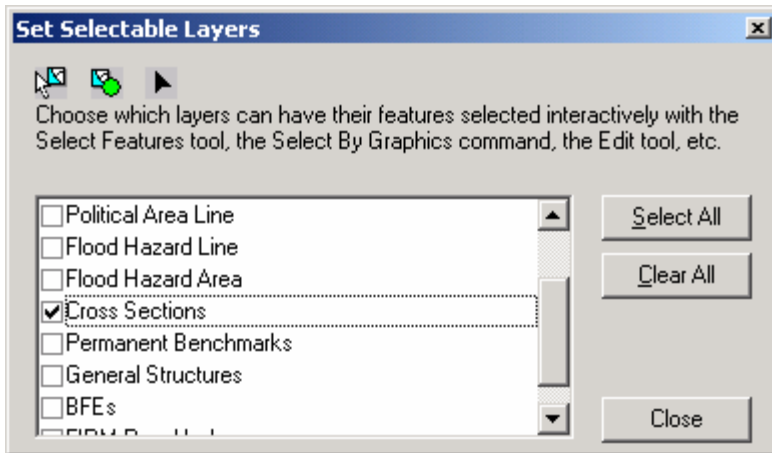 Set Selectable Layers
Choose which layers can have their features selected interactively with the
Select Features tool, the Select By Graphics command, the Edit tool, etc.
Political Area Line
Flood Hazard Line
Flood Hazard Area
Cross Sections
Permanent Benchmarks
General Structures
BFEs
Select All
Clear All
Close